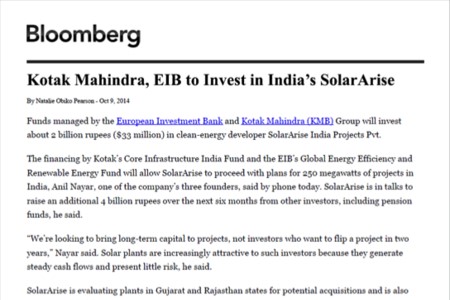 Bloomberg
Kotak Mahindra, EIB to Invest in India's SolarArise
By Natalie Obiko Pearson - Oct 9, 2014
Funds managed by the European Investment Bank and Kotak Mahindra (KMB) Group will invest
about 2 billion rupees ($33 million) in clean-energy developer SolarArise India Projects Pvt.
The financing by Kotak's Core Infrastructure India Fund and the EIB's Global Energy Efficiency and
Renewable Energy Fund will allow SolarArise to proceed with plans for 250 megawatts of projects in
India, Anil Nayar, one of the company's three founders, said by phone today. SolarArise is in talks to
raise an additional 4 billion rupees over the next six months from other investors, including pension
funds, he said.
"We're looking to bring long-term capital to projects, not investors who want to flip a project in two
years," Nayar said. Solar plants are increasingly attractive to such investors because they generate
steady cash flows and present little risk, he said.
SolarArise is evaluating plants in Gujarat and Rajasthan states for potential acquisitions and is also